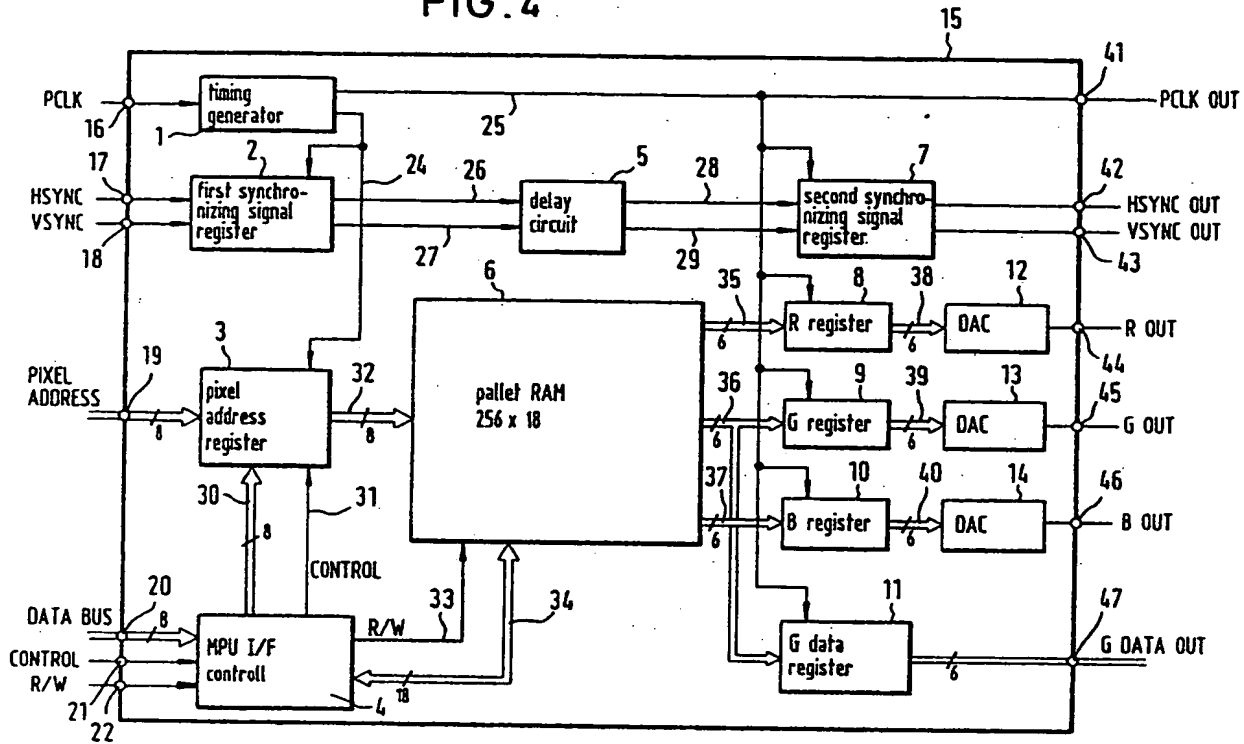 FIG. 4
15
41
PCLK
16
timing
generator
1
25
PCLK OUT
17
HSYNC
VSYNC
18
2
first synchro-
nizing signal
register
24
26
27
5
delay
circuit
28
29
7
second synchro-
nizing signal
register.
42
HSYNC OUT
VSYNC OUT
43
6
pallet RAM
256 x 18
35
6
8
R register
38
6
12
DAC
R OUT
44
PIXEL
ADDRESS
19
8
3
pixel
address
register
32
8
36
6
9
G register
39
6
13
DAC
45
G OUT
30
8
31
CONTROL
37
6
10
B register
40
6
14
DAC
46
B OUT
DATA BUS
20
8
CONTROL
21
R/W
22
MPU I/F
controll
4
R/W
33
34
18
11
G data
register
6
47
G DATA OUT